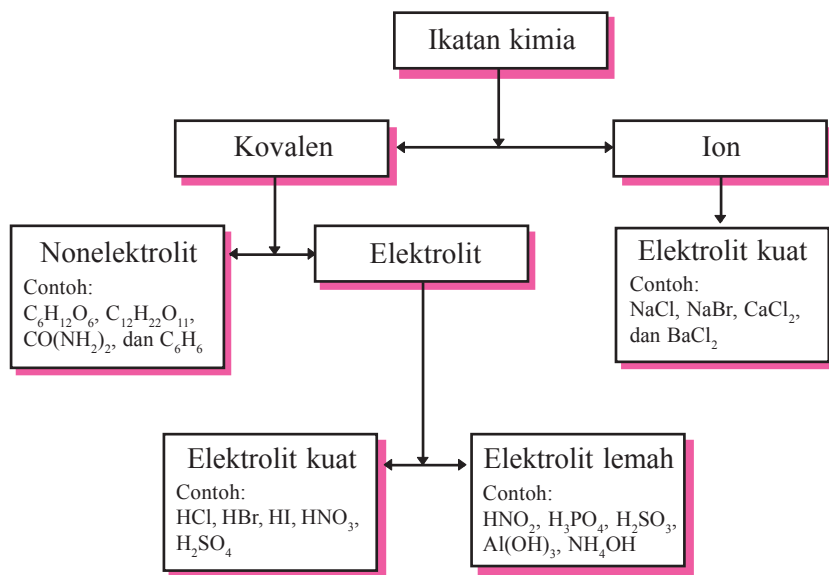 Ikatan kimia
Kovalen
Ion
Nonelektrolit
Contoh:
C₆H₁₂O₆, C₁₂H₂₂O₁₁,
CO(NH₂)₂, dan C₆H₆
Elektrolit
Elektrolit kuat
Contoh:
NaCl, NaBr, CaCl₂,
dan BaCl₂
Elektrolit kuat
Contoh:
HCl, HBr, HI, HNO₃,
H₂SO₄
Elektrolit lemah
Contoh:
HNO₂, H₃PO₄, H₂SO₃,
Al(OH)₃, NH₄OH